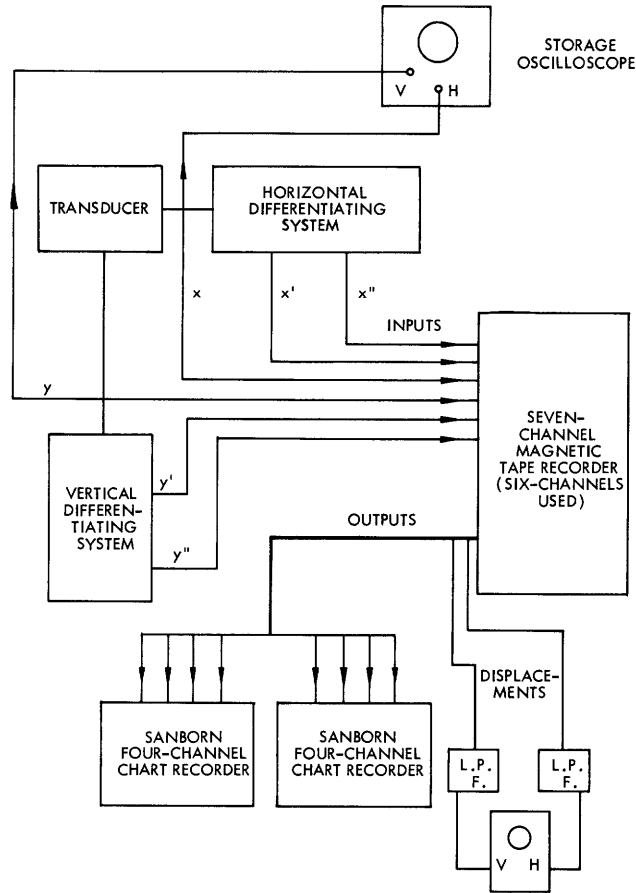 STORAGE
OSCILLOSCOPE
V H
TRANSDUCER
HORIZONTAL
DIFFERENTIATING
SYSTEM
x
x'
x"
INPUTS
y
SEVEN-
CHANNEL
MAGNETIC
TAPE RECORDER
(SIX-CHANNELS
USED)
VERTICAL
DIFFEREN-
TIATING
SYSTEM
y'
y"
OUTPUTS
DISPLACE-
MENTS
SANBORN
FOUR-CHANNEL
CHART RECORDER
SANBORN
FOUR-CHANNEL
CHART RECORDER
L.P.
F.
L.P.
F.
V H